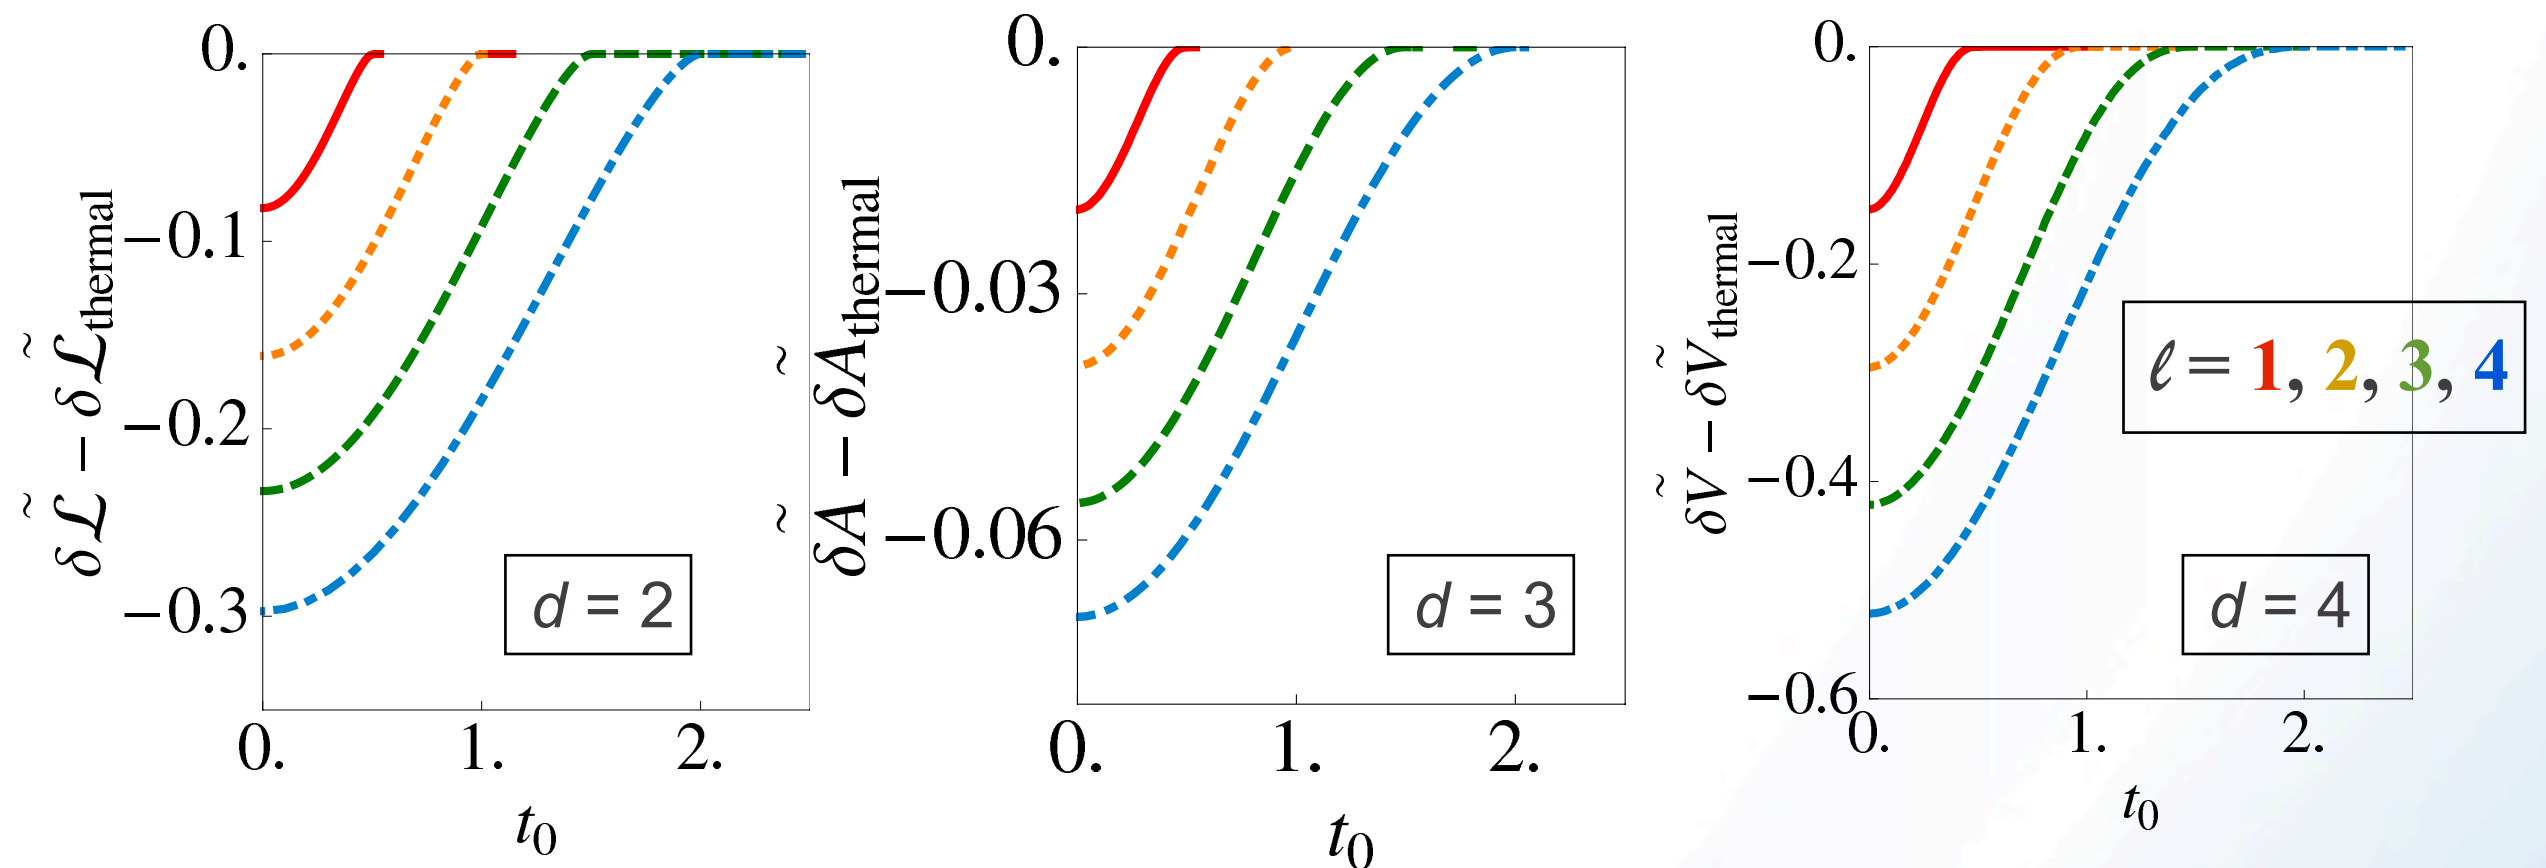 δℒ̃ − δℒ̃thermal
0.
−0.1
−0.2
−0.3
0. 1. 2.
t0
d = 2
δÃ − δÃthermal
0.
−0.03
−0.06
0. 1. 2.
t0
d = 3
δṼ − δṼthermal
0.
−0.2
−0.4
−0.6
0. 1. 2.
t0
ℓ = 1, 2, 3, 4
d = 4